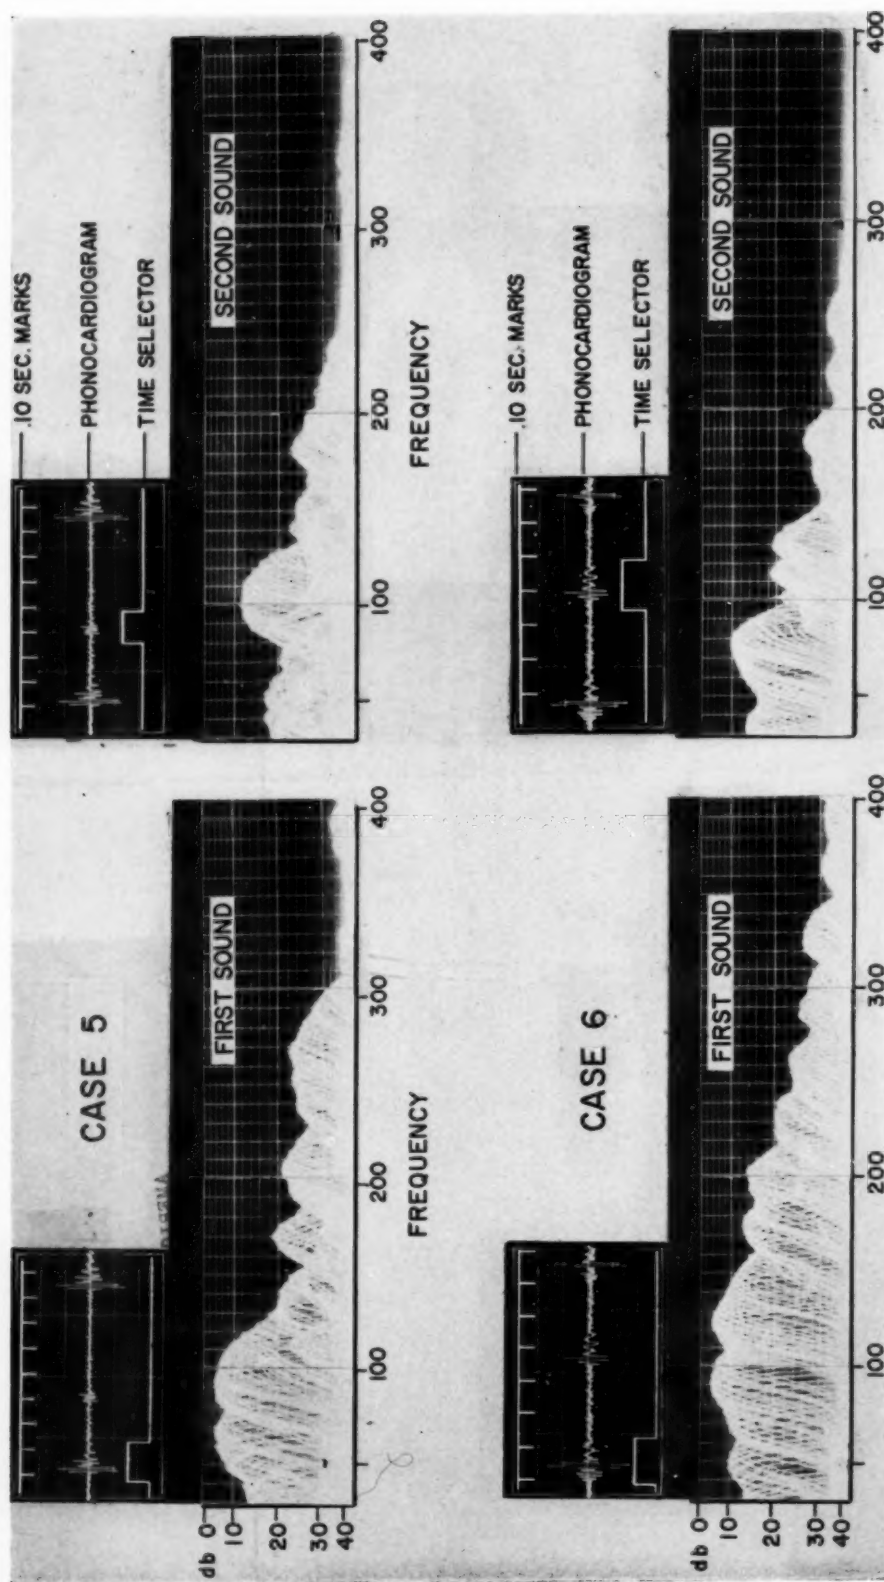 CASE 5
.10 SEC. MARKS
PHONOCARDIOGRAM
TIME SELECTOR
FIRST SOUND
SECOND SOUND
db 0
10
20
30
40
100 200 300 400
100 200 300 400
FREQUENCY
FREQUENCY
CASE 6
.10 SEC. MARKS
PHONOCARDIOGRAM
TIME SELECTOR
FIRST SOUND
SECOND SOUND
db 0
10
20
30
40
100 200 300 400
100 200 300 400